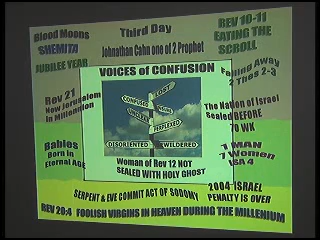 Blood Moons
SHEMITA
JUBILEE YEAR
Third Day
Johnathan Cahn one of 2 Prophet
REV 10-11
EATING THE
SCROLL
VOICES of CONFUSION
LOST
CONFUSED
UNCLEAR
PERPLEXED
DISORIENTED
BEWILDERED
Woman of Rev 12 NOT
SEALED WITH HOLY GHOST
Rev 21
New Jerusalem
In Millennion
Babies
Born in
Eternal AGE
Falling Away
2 Thes 2-3
The Nation of Israel
Sealed BEFORE
70 WK
1 MAN
7 Women
ISA 4
SERPENT & EVE COMMIT ACT OF SODOMY
2004 ISRAEL
PENALTY IS OVER
REV 20:4 FOOLISH VIRGINS IN HEAVEN DURING THE MILLENIUM